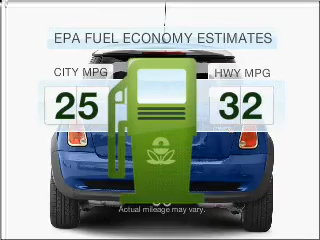 EPA FUEL ECONOMY ESTIMATES
CITY MPG
HWY MPG
25
32
Actual mileage may vary.